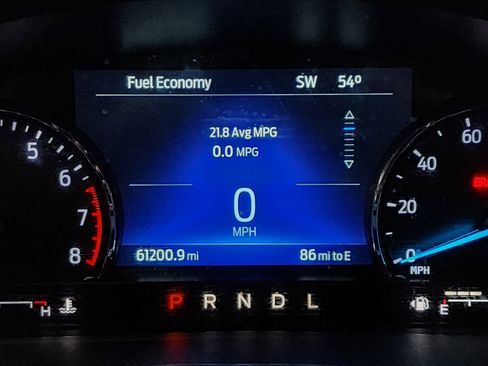 Fuel Economy SW 54°
21.8 Avg MPG
0.0 MPG
0
MPH
61200.9 mi 86 mi to E
5
6
7
8
H
P R N D L
60
40
20
0
MPH
E